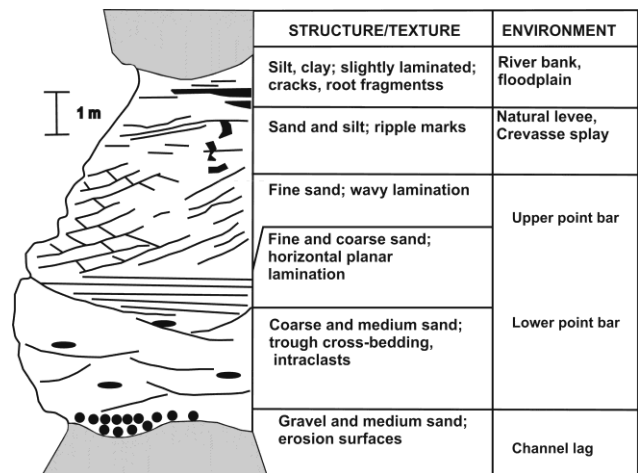 STRUCTURE/TEXTURE
ENVIRONMENT
Silt, clay; slightly laminated;
cracks, root fragmentss
River bank,
floodplain
1 m
Sand and silt; ripple marks
Natural levee,
Crevasse splay
Fine sand; wavy lamination
Upper point bar
Fine and coarse sand;
horizontal planar
lamination
Coarse and medium sand;
trough cross-bedding,
intraclasts
Lower point bar
Gravel and medium sand;
erosion surfaces
Channel lag